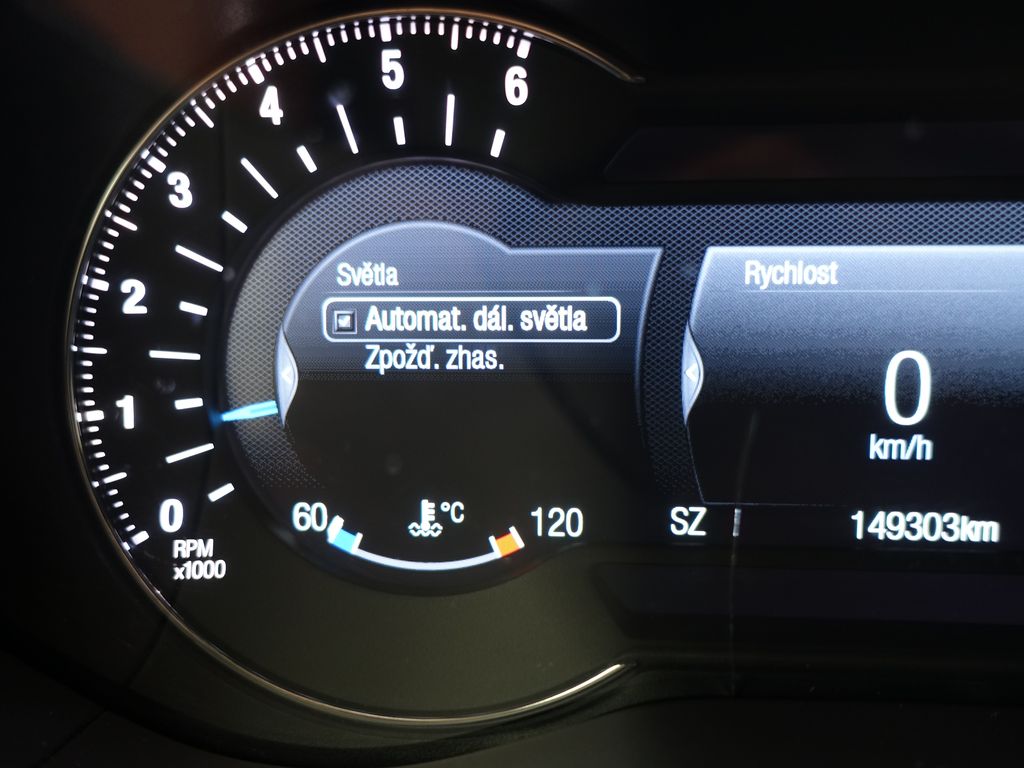 6
5
4
3
2
1
0
RPM
x1000
Světla
Automat. dál. světla
Zpožď. zhas.
60
°C
120
Rychlost
0
km/h
SZ
149303km